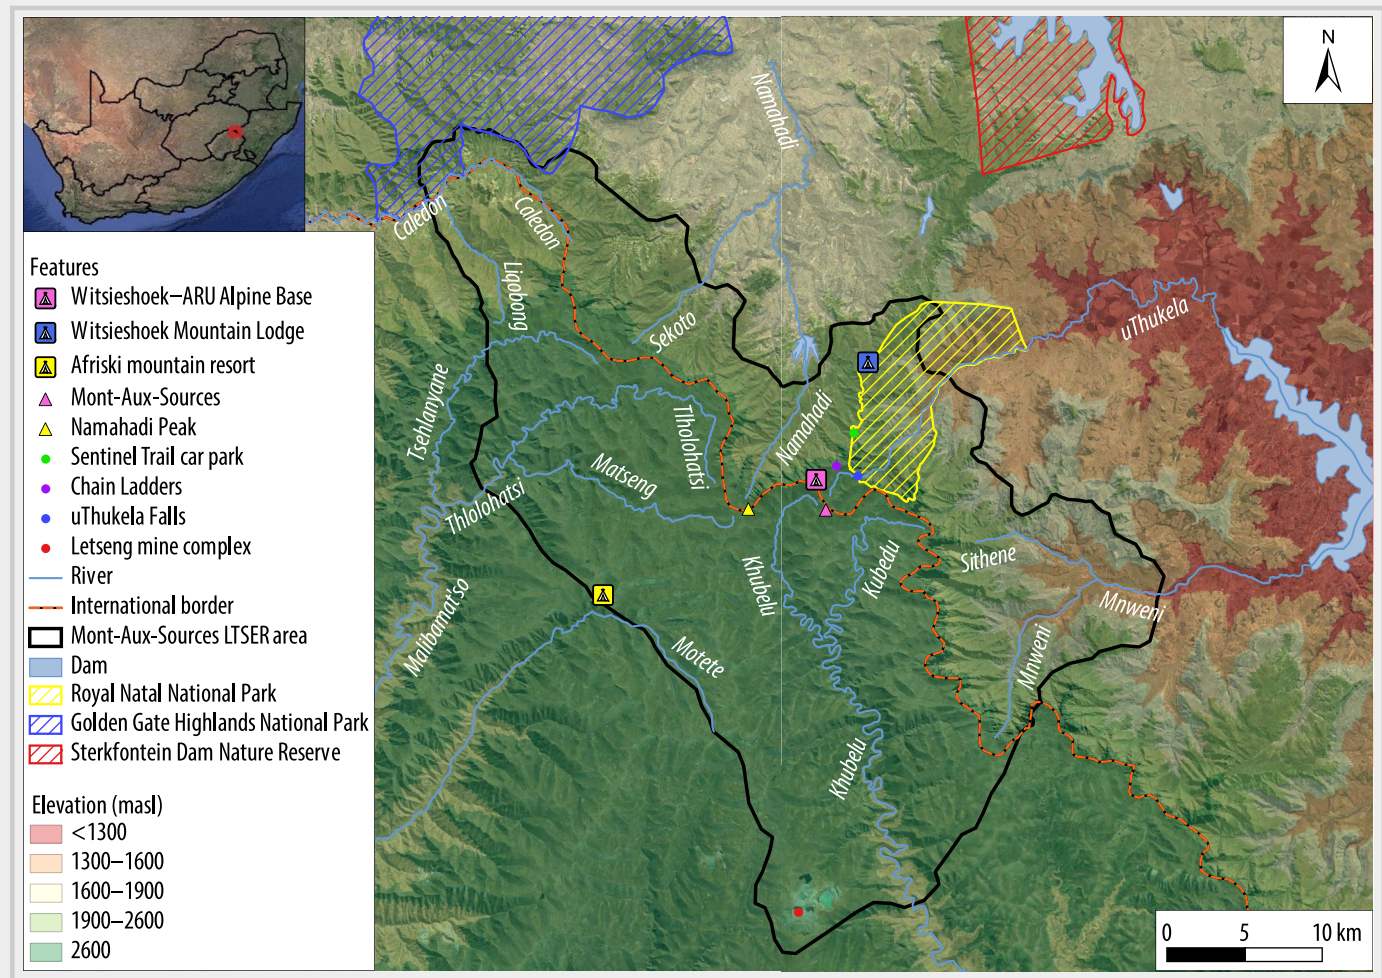 N
Features
Witsieshoek–ARU Alpine Base
Witsieshoek Mountain Lodge
Afriski mountain resort
Mont-Aux-Sources
Namahadi Peak
Sentinel Trail car park
Chain Ladders
uThukela Falls
Letseng mine complex
River
International border
Mont-Aux-Sources LTSER area
Dam
Royal Natal National Park
Golden Gate Highlands National Park
Sterkfontein Dam Nature Reserve
Elevation (masl)
<1300
1300–1600
1600–1900
1900–2600
2600
Namahadi
Caledon
Caledon
Liqobong
Sekoto
uThukela
Tsehlanyane
Tlholohatsi
Namahadi
Matseng
Thlolohatsi
Khubelu
Kubedu
Sithene
Mnweni
Malibamat'so
Motete
Mnweni
Khubelu
0 5 10 km